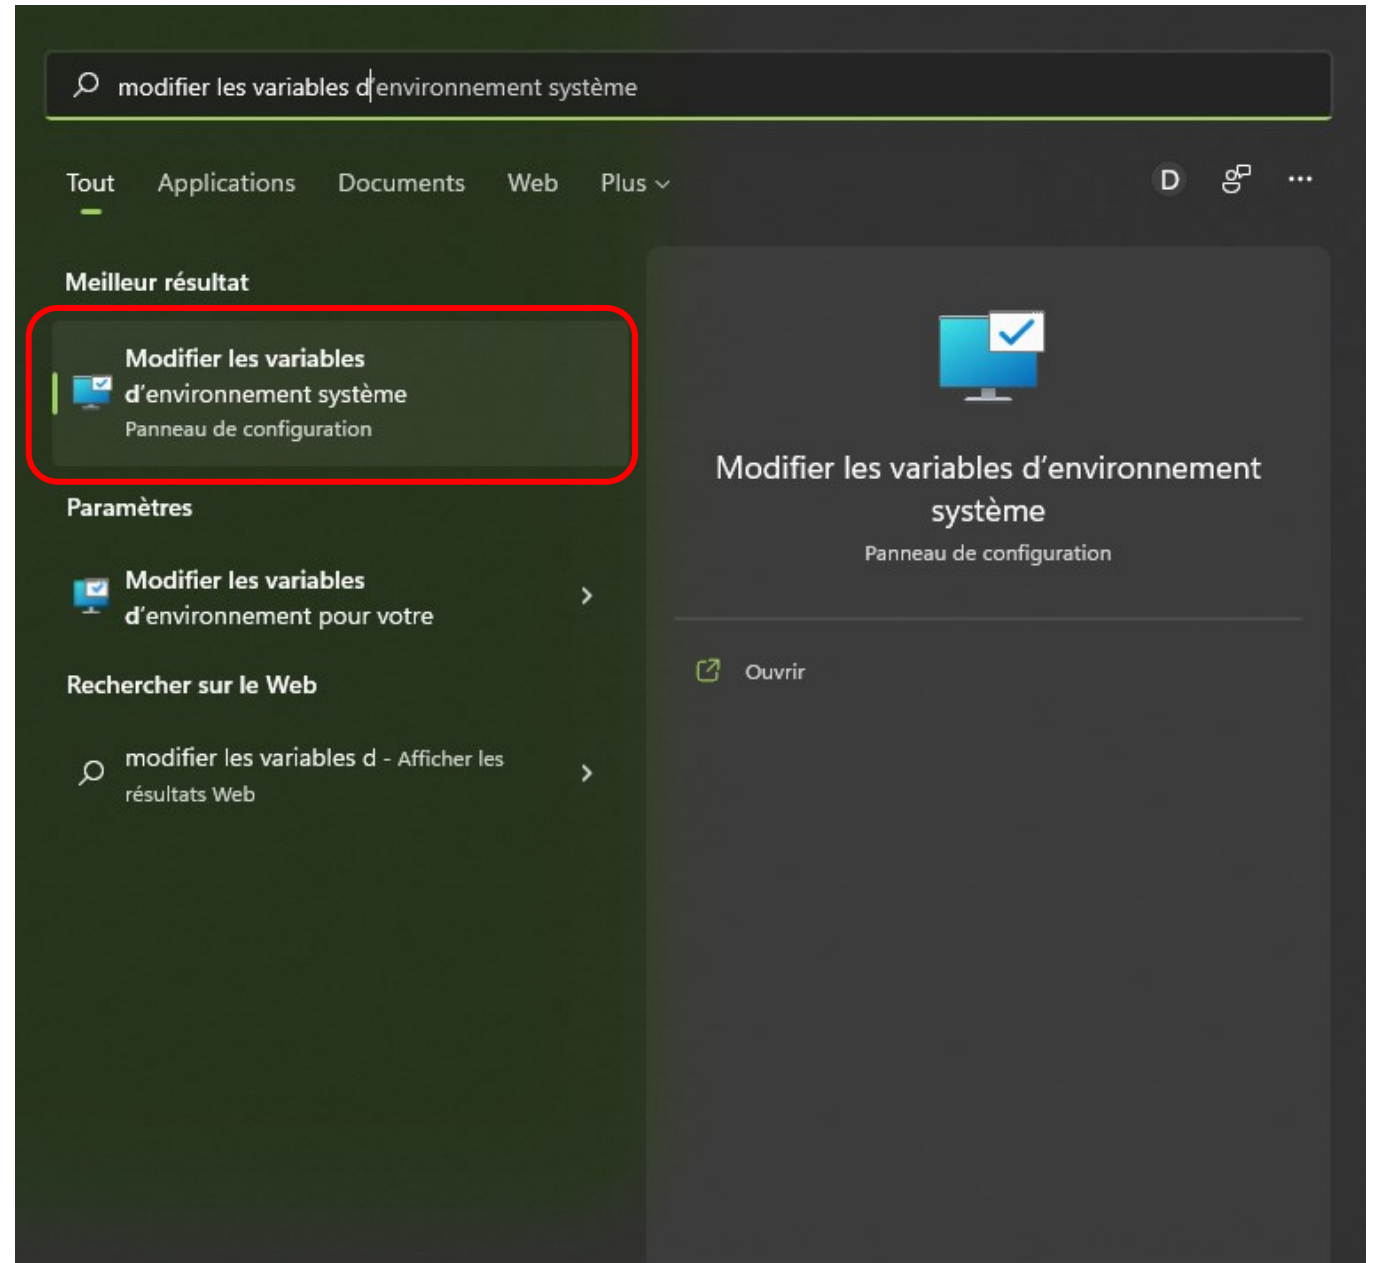 modifier les variables d'environnement système
Tout Applications Documents Web Plus
D
Meilleur résultat
Modifier les variables
d'environnement système
Panneau de configuration
Paramètres
Modifier les variables
d'environnement pour votre
Rechercher sur le Web
modifier les variables d - Afficher les
résultats Web
Modifier les variables d'environnement
système
Panneau de configuration
Ouvrir